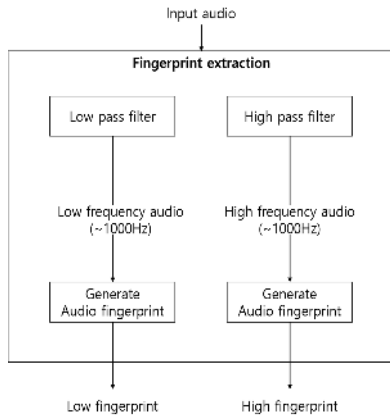 Input audio
Fingerprint extraction
Low pass filter
High pass filter
Low frequency audio
(~1000Hz)
High frequency audio
(~1000Hz)
Generate
Audio fingerprint
Generate
Audio fingerprint
Low fingerprint
High fingerprint